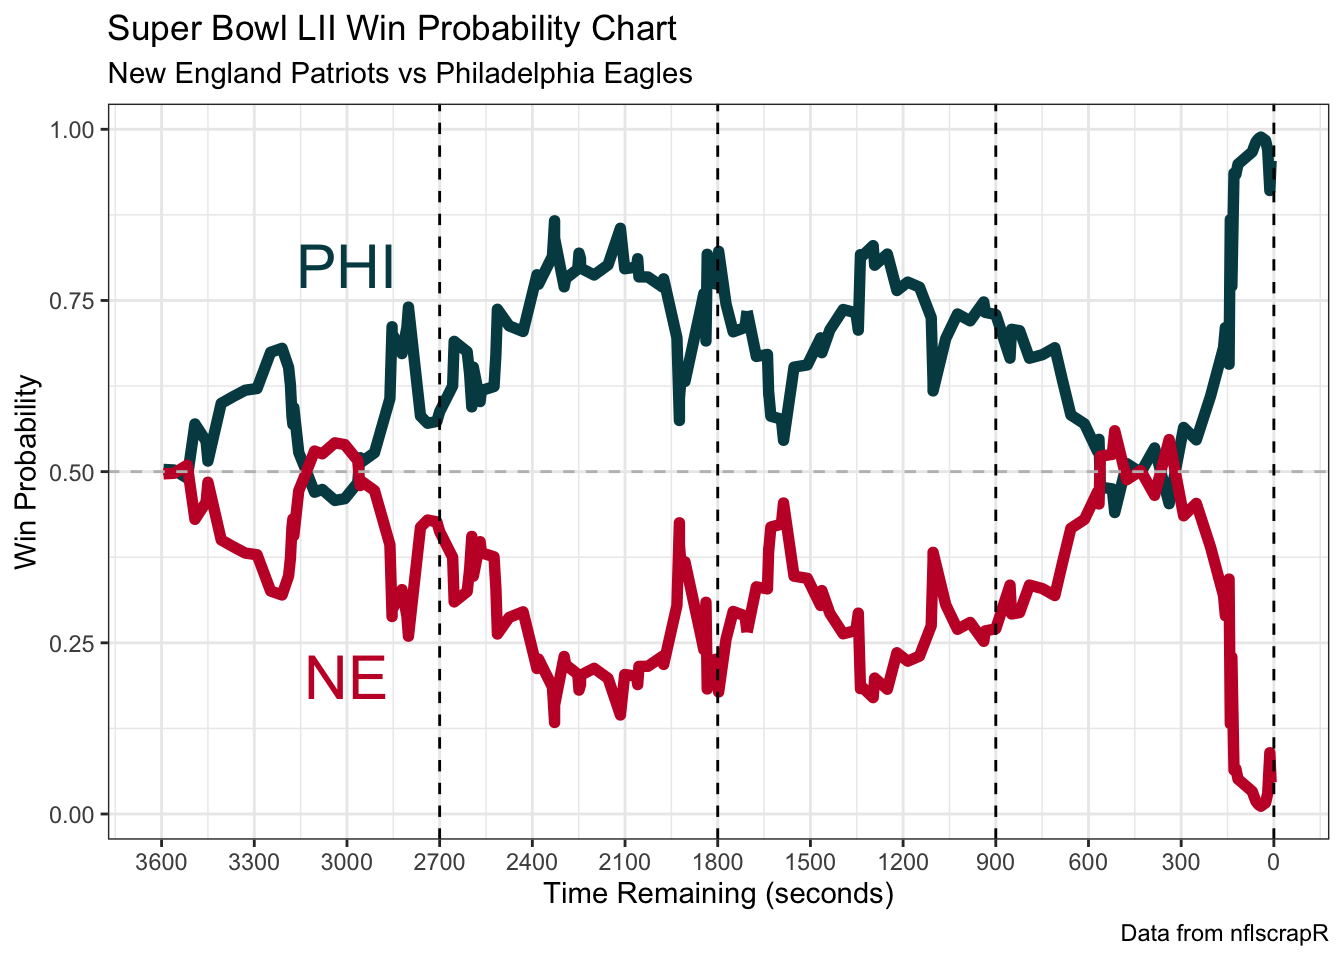 Super Bowl LII Win Probability Chart
New England Patriots vs Philadelphia Eagles
Win Probability
1.00
0.75
0.50
0.25
0.00
PHI
NE
3600 3300 3000 2700 2400 2100 1800 1500 1200 900 600 300 0
Time Remaining (seconds)
Data from nflscrapR